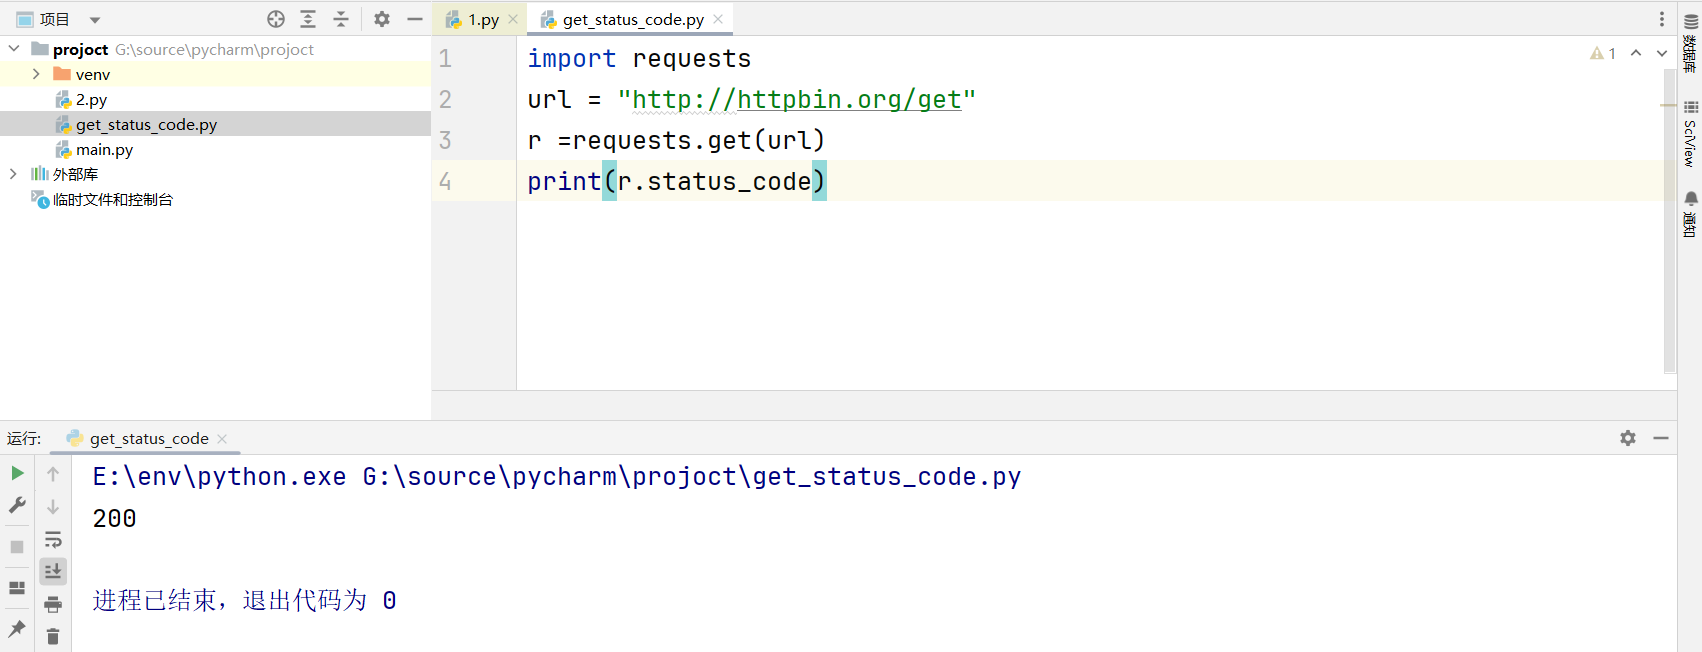 项目
1.py
get_status_code.py
projoct G:\source\pycharm\projoct
venv
2.py
get_status_code.py
main.py
外部库
临时文件和控制台
1 import requests
2 url = "http://httpbin.org/get"
3 r =requests.get(url)
4 print(r.status_code)
1
数据库
SciView
通知
运行: get_status_code
E:\env\python.exe G:\source\pycharm\projoct\get_status_code.py
200
进程已结束，退出代码为 0